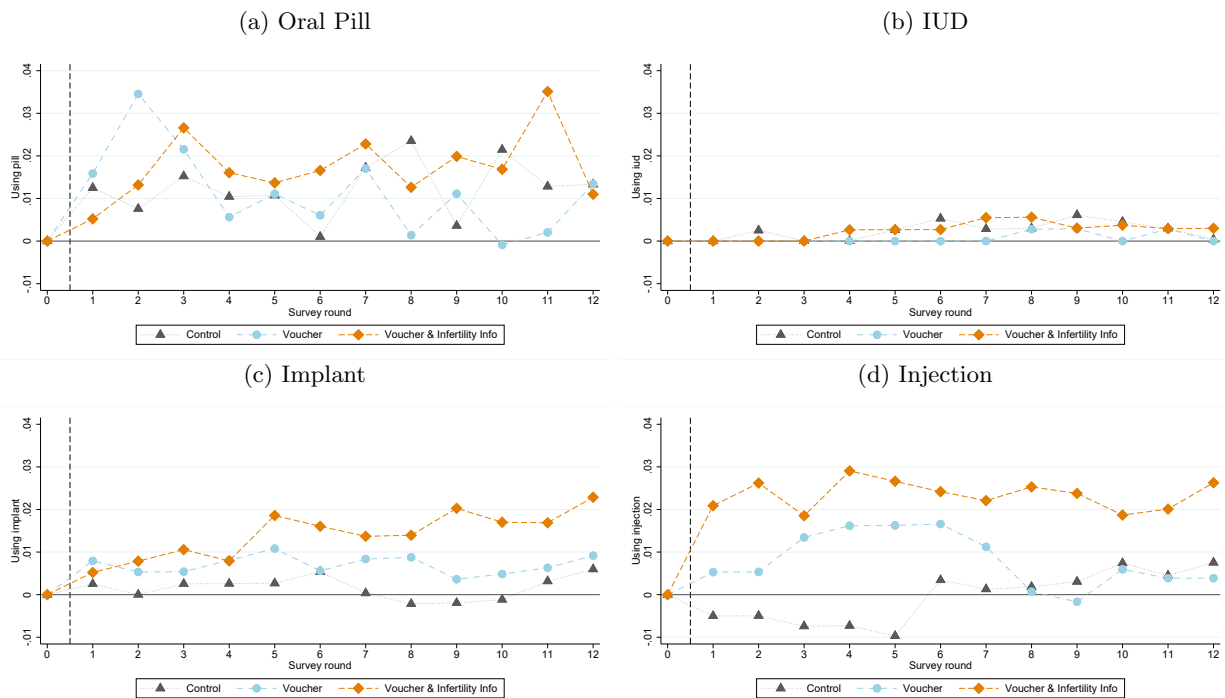 (a) Oral Pill
Using pill
.04
.03
.02
.01
0
-.01
0 1 2 3 4 5 6 7 8 9 10 11 12
Survey round
Control Voucher Voucher & Infertility Info
(b) IUD
Using iud
.04
.03
.02
.01
0
-.01
0 1 2 3 4 5 6 7 8 9 10 11 12
Survey round
Control Voucher Voucher & Infertility Info
(c) Implant
Using implant
.04
.03
.02
.01
0
-.01
0 1 2 3 4 5 6 7 8 9 10 11 12
Survey round
Control Voucher Voucher & Infertility Info
(d) Injection
Using injection
.04
.03
.02
.01
0
-.01
0 1 2 3 4 5 6 7 8 9 10 11 12
Survey round
Control Voucher Voucher & Infertility Info